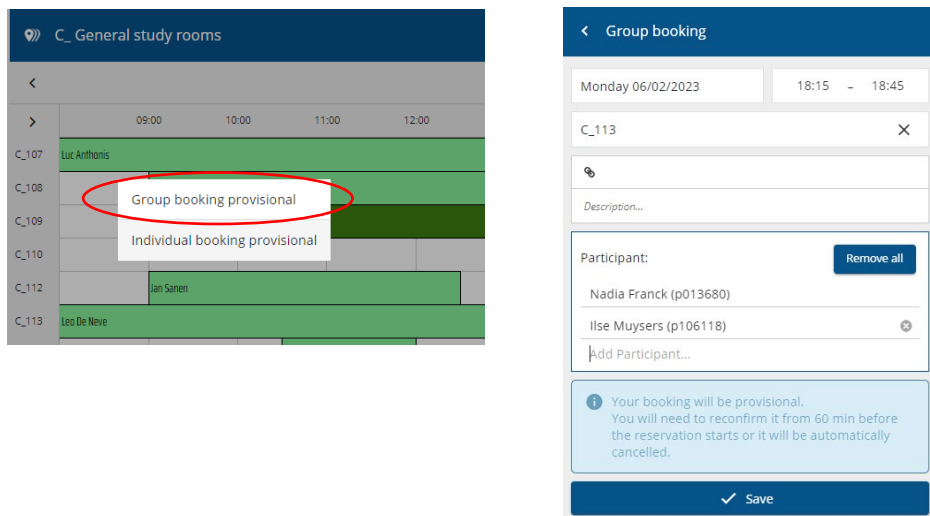 C_ General study rooms
09:00 10:00 11:00 12:00
C_107 Luc Anthonis
C_108
Group booking provisional
C_109
Individual booking provisional
C_110
C_112 Jan Sanen
C_113 Leo De Neve
Group booking
Monday 06/02/2023 18:15 – 18:45
C_113
Description...
Participant: Remove all
Nadia Franck (p013680)
Ilse Muysers (p106118)
Add Participant...
Your booking will be provisional.
You will need to reconfirm it from 60 min before
the reservation starts or it will be automatically
cancelled.
Save